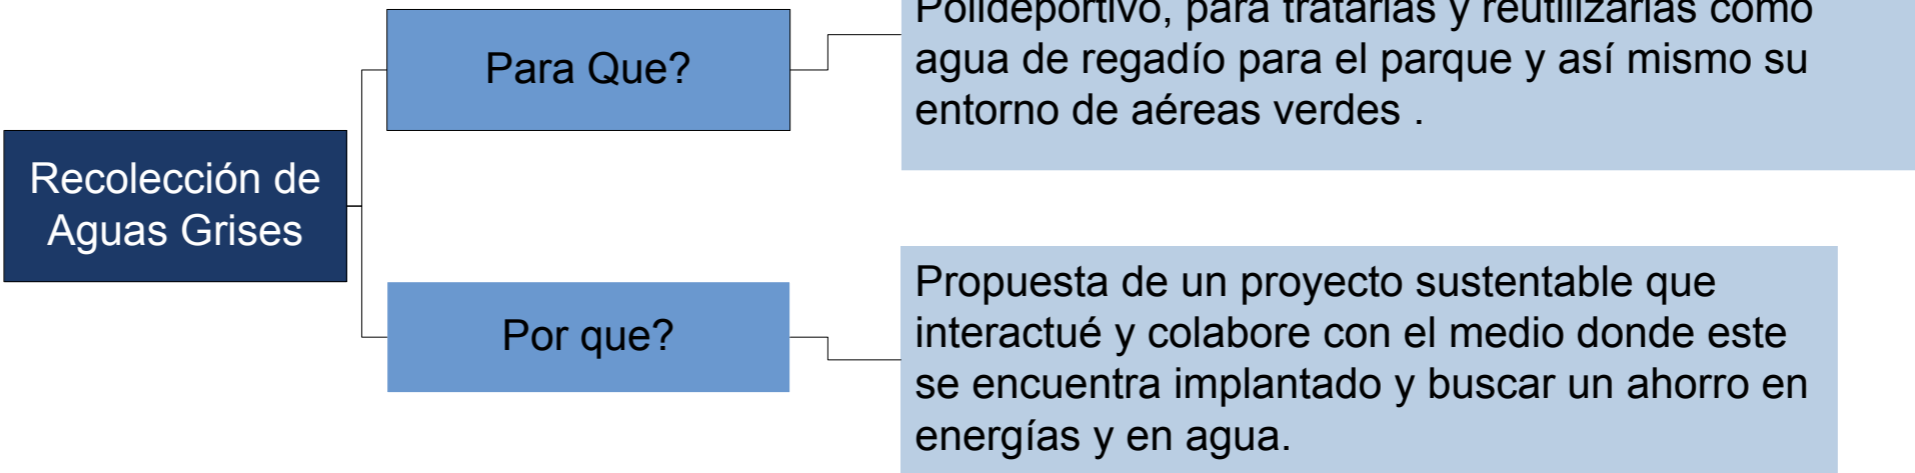 Recolección de
Aguas Grises
Para Que?
Polideportivo, para tratarlas y reutilizarlas como
agua de regadío para el parque y así mismo su
entorno de aéreas verdes .
Por que?
Propuesta de un proyecto sustentable que
interactué y colabore con el medio donde este
se encuentra implantado y buscar un ahorro en
energías y en agua.